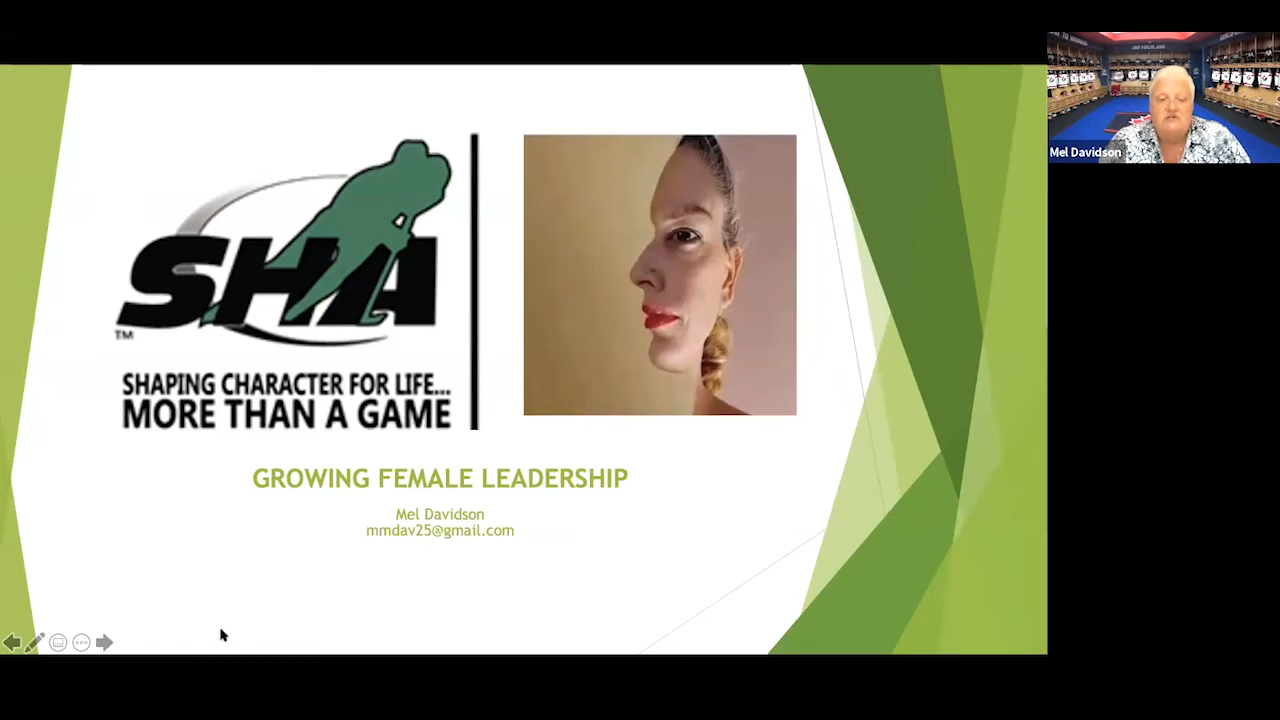 SHA
TM
SHAPING CHARACTER FOR LIFE...
MORE THAN A GAME
GROWING FEMALE LEADERSHIP
Mel Davidson
mmdav25@gmail.com
Mel Davidson